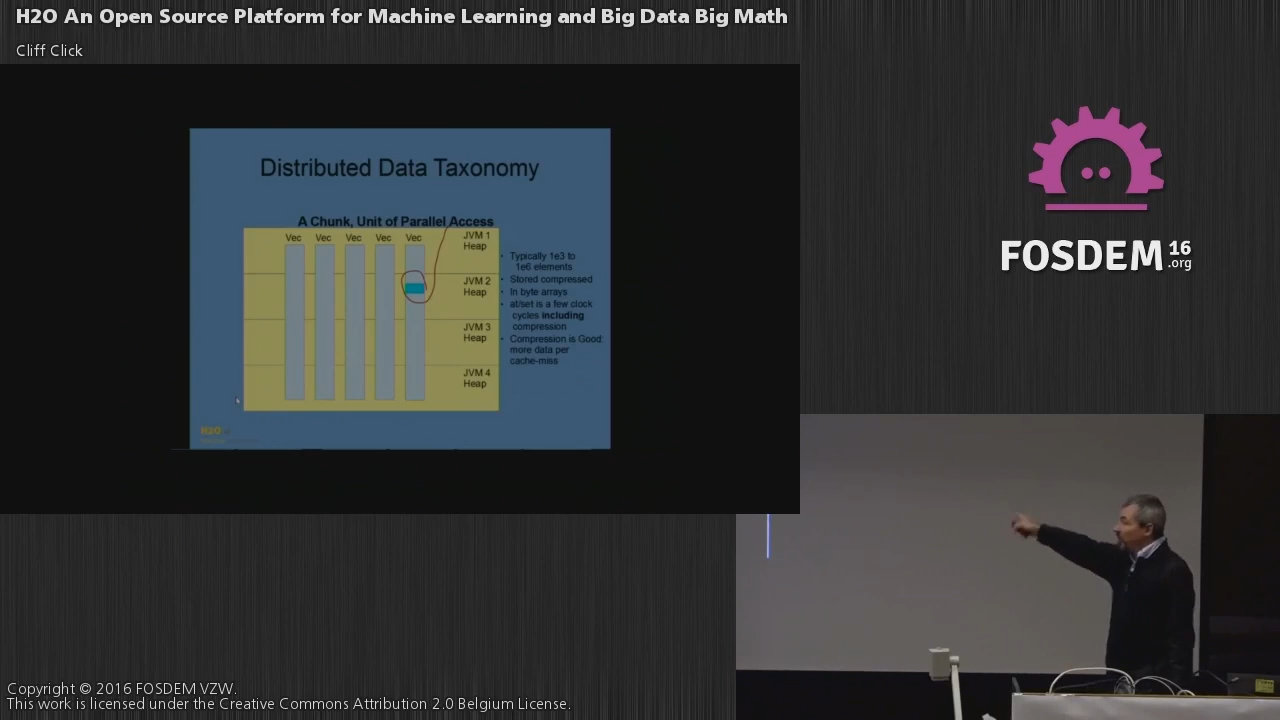 H2O An Open Source Platform for Machine Learning and Big Data Big Math
Cliff Click
Distributed Data Taxonomy
A Chunk, Unit of Parallel Access
Vec Vec Vec Vec Vec
JVM 1
Heap
JVM 2
Heap
JVM 3
Heap
JVM 4
Heap
• Typically 1e3 to
1e6 elements
• Stored compressed
• In byte arrays
• at/set is a few clock
cycles including
compression
• Compression is Good:
more data per
cache-miss
H2O
FOSDEM 16
.org
Copyright © 2016 FOSDEM VZW.
This work is licensed under the Creative Commons Attribution 2.0 Belgium License.